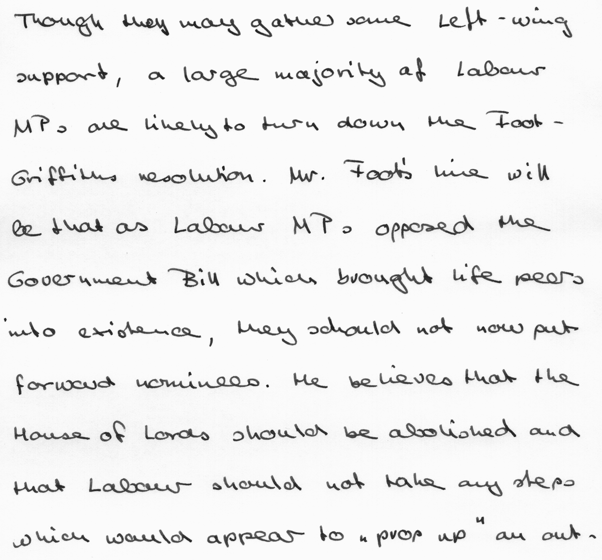 Though they may gather some Left-wing
support, a large majority of Labour
MPs are likely to turn down the Foot-
Griffiths resolution. Mr. Foot's line will
be that as Labour MPs opposed the
Government Bill which brought life peers
into existence, they schould not now put
forward nominees. He believes that the
House of Lords should be abolished and
that Labour should not take any steps
which would appear to „prop up" an out-